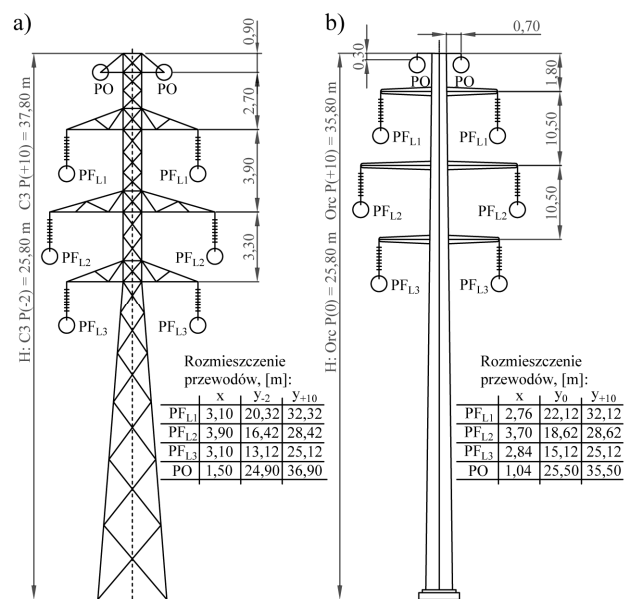 a)
0,90
PO
PO
2,70
PF_L1
PF_L1
3,90
PF_L2
PF_L2
3,30
PF_L3
PF_L3
H: C3 P(-2) = 25,80 m C3 P(+10) = 37,80 m
Rozmieszczenie
przewodów, [m]:
x y_-2 y_+10
PF_L1 3,10 20,32 32,32
PF_L2 3,90 16,42 28,42
PF_L3 3,10 13,12 25,12
PO 1,50 24,90 36,90
b)
0,70
0,30
PO
PO
1,80
PF_L1
PF_L1
10,50
PF_L2
PF_L2
10,50
PF_L3
PF_L3
H: Orc P(0) = 25,80 m Orc P(+10) = 35,80 m
Rozmieszczenie
przewodów, [m]:
x y_0 y_+10
PF_L1 2,76 22,12 32,12
PF_L2 3,70 18,62 28,62
PF_L3 2,84 15,12 25,12
PO 1,04 25,50 35,50